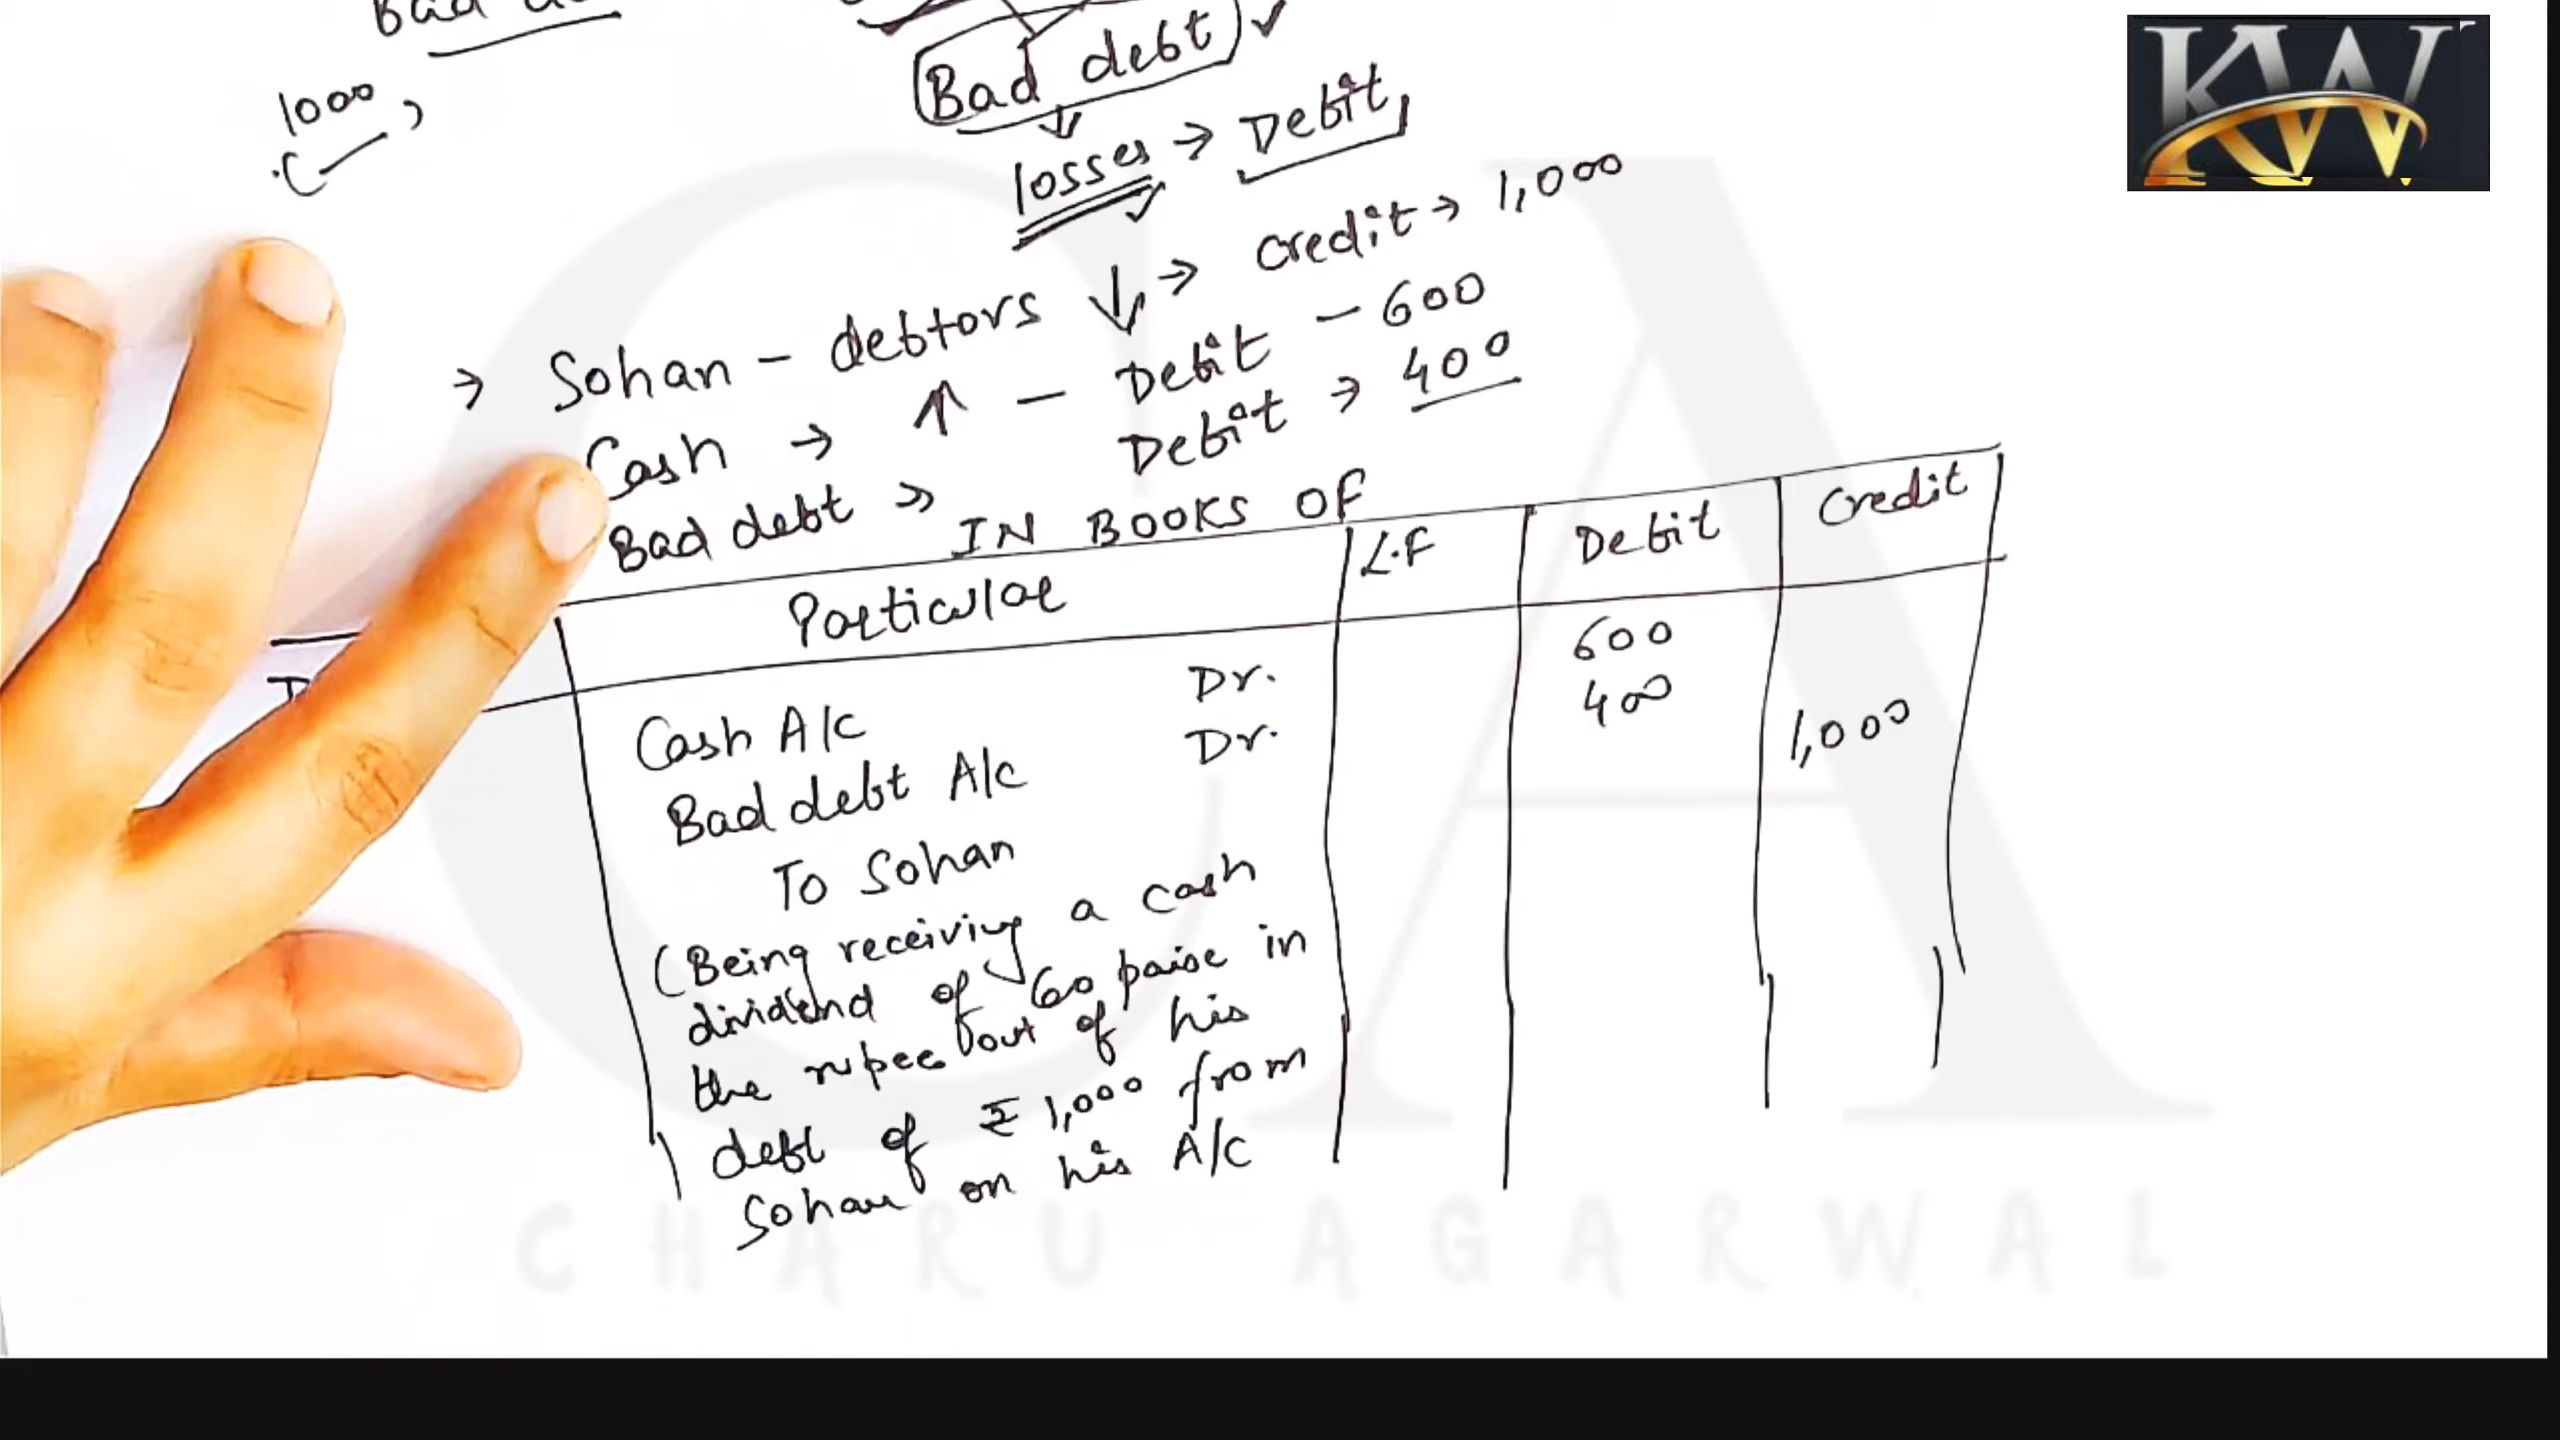 Bad
1000
Bad debt ✓
losses → Debit
→ Sohan - debtors ↓ → credit → 1,000
Cash → ↑ - Debit - 600
Bad debt → Debit → 400
IN BOOKS OF
Particular L.F Debit Credit
Cash A/c Dr. 600
Bad debt A/c Dr. 400
To Sohan 1,000
(Being receiving a cash
dividend of 60 paise in
the rupee out of his
debt of ₹ 1,000 from
Sohan on his A/c
KW
CA
CHARU AGARWAL